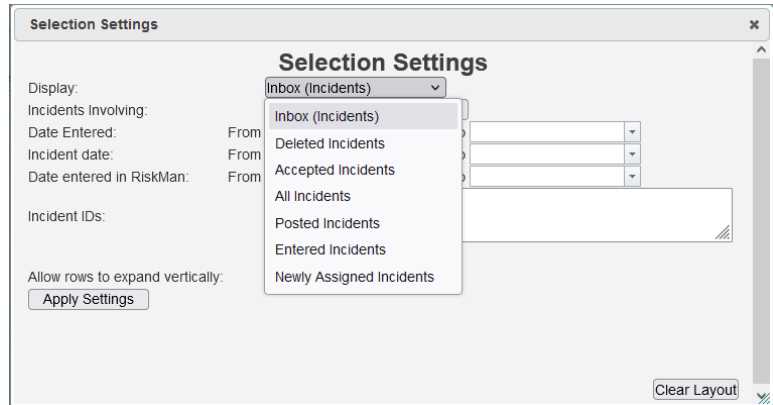 Selection Settings
Selection Settings
Display: Inbox (Incidents)
Incidents Involving:
Inbox (Incidents)
Date Entered: From
Deleted Incidents
Incident date: From
Accepted Incidents
Date entered in RiskMan: From
All Incidents
Incident IDs:
Posted Incidents
Entered Incidents
Allow rows to expand vertically:
Newly Assigned Incidents
Apply Settings
Clear Layout